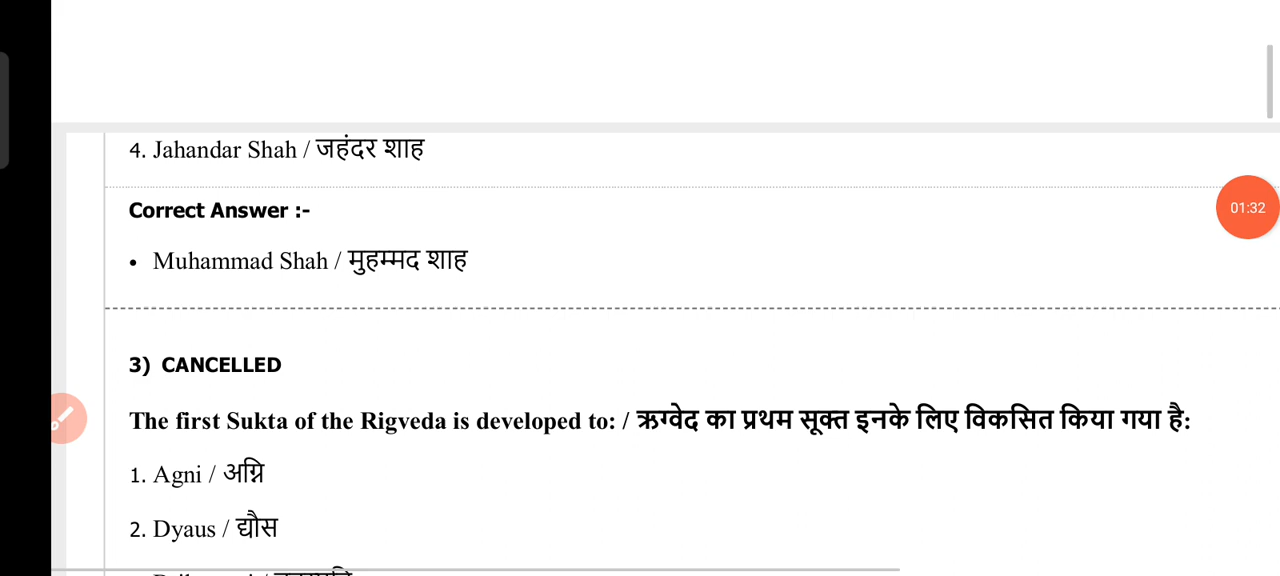 4. Jahandar Shah / जहंदर शाह
Correct Answer :-
01:32
• Muhammad Shah / मुहम्मद शाह
3) CANCELLED
The first Sukta of the Rigveda is developed to: / ऋग्वेद का प्रथम सूक्त इनके लिए विकसित किया गया है:
1. Agni / अग्नि
2. Dyaus / द्यौस